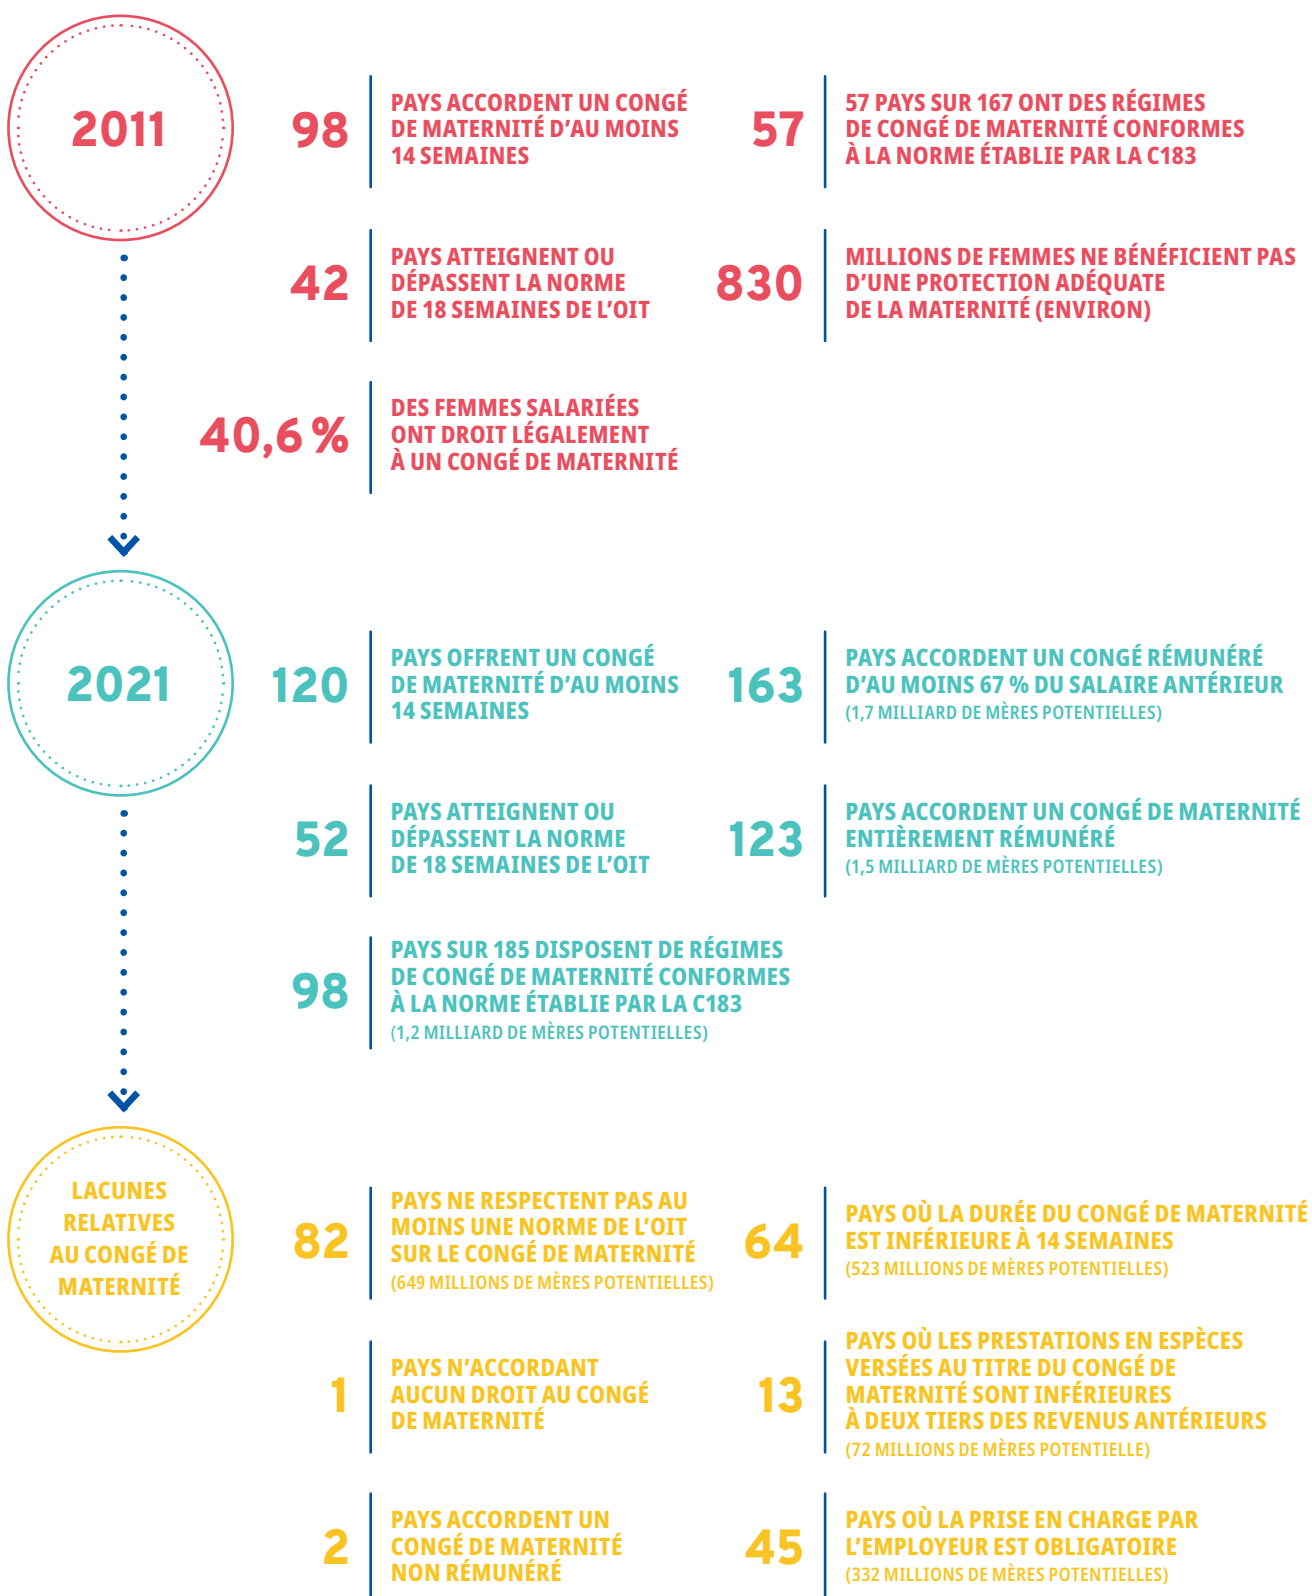 2011
98
PAYS ACCORDENT UN CONGÉ
DE MATERNITÉ D'AU MOINS
14 SEMAINES
57
57 PAYS SUR 167 ONT DES RÉGIMES
DE CONGÉ DE MATERNITÉ CONFORMES
À LA NORME ÉTABLIE PAR LA C183
42
PAYS ATTEIGNENT OU
DÉPASSENT LA NORME
DE 18 SEMAINES DE L'OIT
830
MILLIONS DE FEMMES NE BÉNÉFICIENT PAS
D'UNE PROTECTION ADÉQUATE
DE LA MATERNITÉ (ENVIRON)
40,6 %
DES FEMMES SALARIÉES
ONT DROIT LÉGALEMENT
À UN CONGÉ DE MATERNITÉ
2021
120
PAYS OFFRENT UN CONGÉ
DE MATERNITÉ D'AU MOINS
14 SEMAINES
163
PAYS ACCORDENT UN CONGÉ RÉMUNÉRÉ
D'AU MOINS 67 % DU SALAIRE ANTÉRIEUR
(1,7 MILLIARD DE MÈRES POTENTIELLES)
52
PAYS ATTEIGNENT OU
DÉPASSENT LA NORME
DE 18 SEMAINES DE L'OIT
123
PAYS ACCORDENT UN CONGÉ DE MATERNITÉ
ENTIÈREMENT RÉMUNÉRÉ
(1,5 MILLIARD DE MÈRES POTENTIELLES)
98
PAYS SUR 185 DISPOSENT DE RÉGIMES
DE CONGÉ DE MATERNITÉ CONFORMES
À LA NORME ÉTABLIE PAR LA C183
(1,2 MILLIARD DE MÈRES POTENTIELLES)
LACUNES
RELATIVES
AU CONGÉ DE
MATERNITÉ
82
PAYS NE RESPECTENT PAS AU
MOINS UNE NORME DE L'OIT
SUR LE CONGÉ DE MATERNITÉ
(649 MILLIONS DE MÈRES POTENTIELLES)
64
PAYS OÙ LA DURÉE DU CONGÉ DE MATERNITÉ
EST INFÉRIEURE À 14 SEMAINES
(523 MILLIONS DE MÈRES POTENTIELLES)
1
PAYS N'ACCORDANT
AUCUN DROIT AU CONGÉ
DE MATERNITÉ
13
PAYS OÙ LES PRESTATIONS EN ESPÈCES
VERSÉES AU TITRE DU CONGÉ DE
MATERNITÉ SONT INFÉRIEURES
À DEUX TIERS DES REVENUS ANTÉRIEURS
(72 MILLIONS DE MÈRES POTENTIELLE)
2
PAYS ACCORDENT UN
CONGÉ DE MATERNITÉ
NON RÉMUNÉRÉ
45
PAYS OÙ LA PRISE EN CHARGE PAR
L'EMPLOYEUR EST OBLIGATOIRE
(332 MILLIONS DE MÈRES POTENTIELLES)